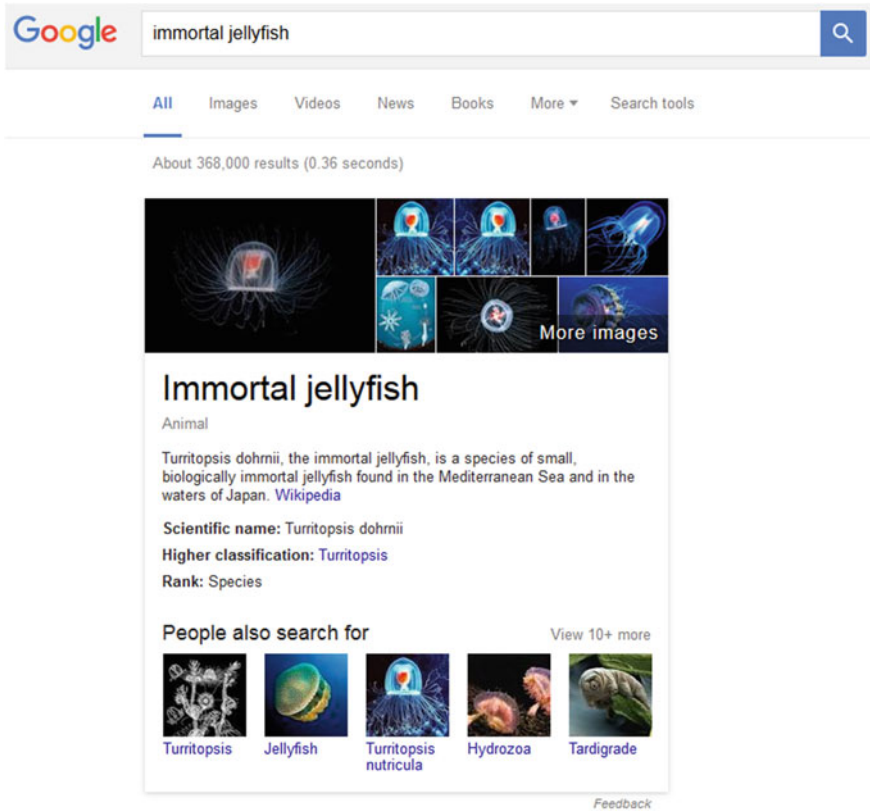 Google
immortal jellyfish
All Images Videos News Books More Search tools
About 368,000 results (0.36 seconds)
More images
Immortal jellyfish
Animal
Turritopsis dohrnii, the immortal jellyfish, is a species of small,
biologically immortal jellyfish found in the Mediterranean Sea and in the
waters of Japan. Wikipedia
Scientific name: Turritopsis dohrnii
Higher classification: Turritopsis
Rank: Species
People also search for View 10+ more
Turritopsis Jellyfish Turritopsis nutricula Hydrozoa Tardigrade
Feedback